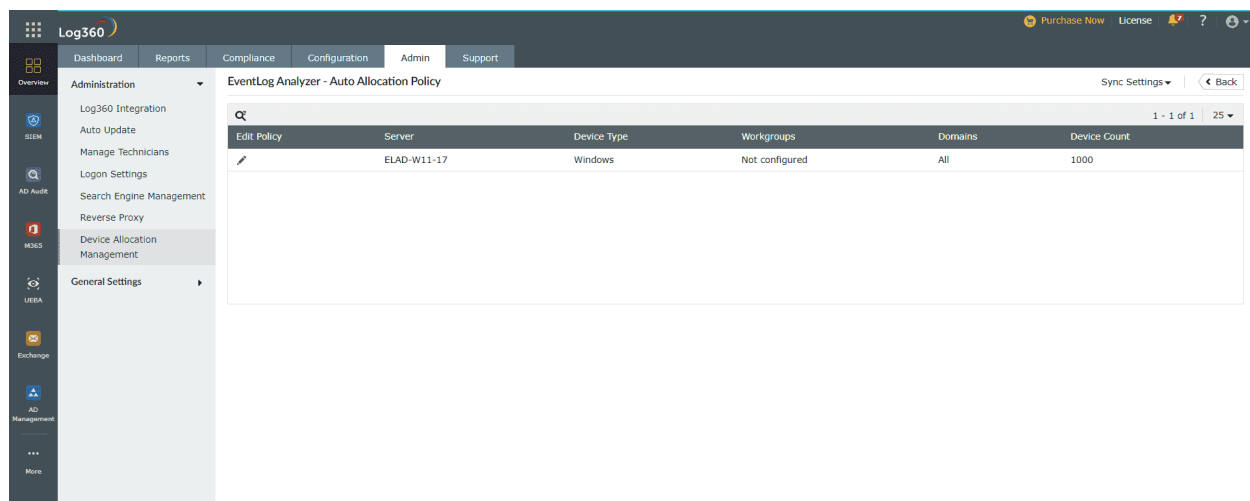 Log360
Purchase Now License 7 ?
Dashboard Reports Compliance Configuration Admin Support
Overview
SIEM
AD Audit
M365
UEBA
Exchange
AD
Management
...
More
Administration
Log360 Integration
Auto Update
Manage Technicians
Logon Settings
Search Engine Management
Reverse Proxy
Device Allocation
Management
General Settings
EventLog Analyzer - Auto Allocation Policy
Sync Settings Back
1 - 1 of 1 25
Edit Policy Server Device Type Workgroups Domains Device Count
ELAD-W11-17 Windows Not configured All 1000